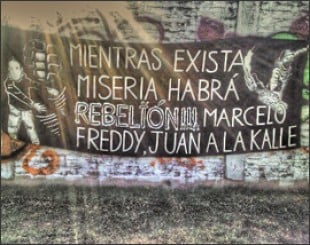 MIENTRAS EXISTA
MISERIA HABRÁ
REBELIÓN!!! MARCELO
FREDDY, JUAN A LA KALLE